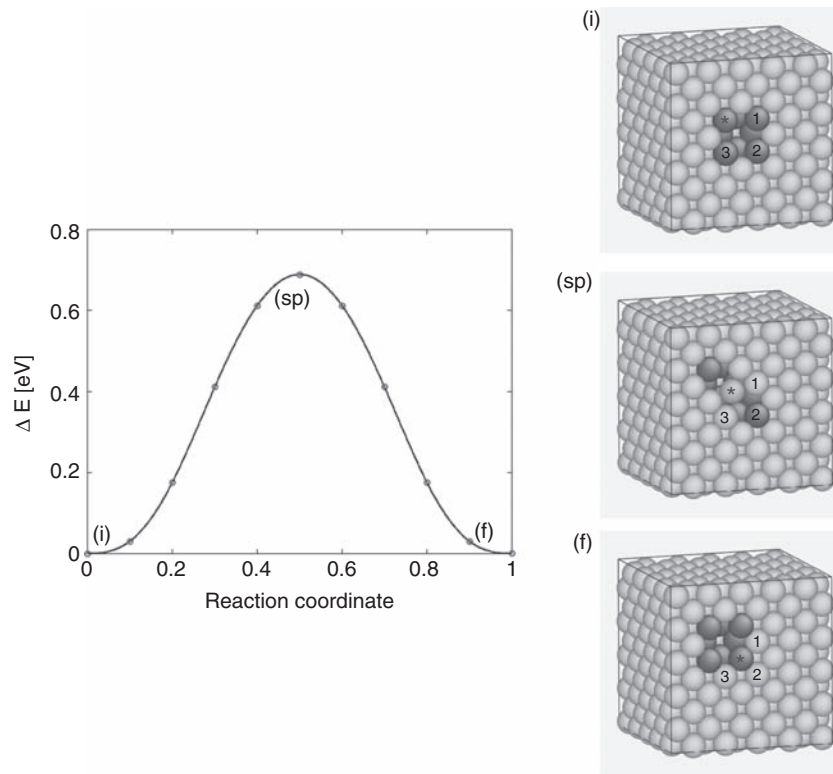 (i)
* 1
3 2
0.8
0.6
0.4
0.2
0
Δ E [eV]
(sp)
(i)
(f)
0 0.2 0.4 0.6 0.8 1
Reaction coordinate
(sp)
* 1
3 2
(f)
1
*
3 2